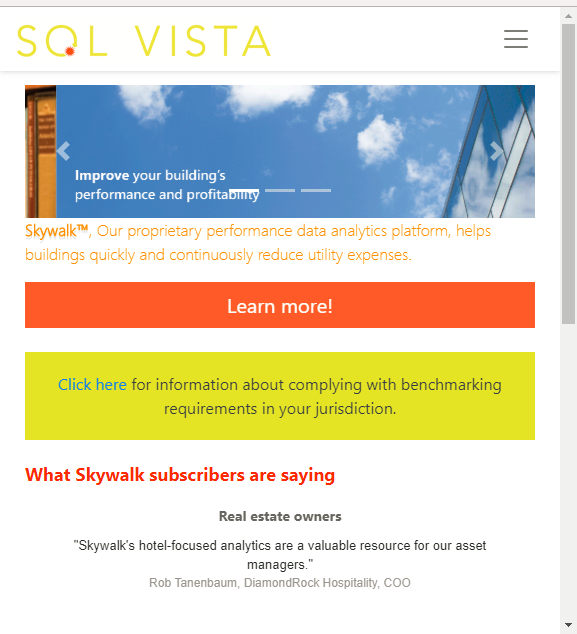 SOL VISTA
Improve your building's
performance and profitability
Skywalk™, Our proprietary performance data analytics platform, helps
buildings quickly and continuously reduce utility expenses.
Learn more!
Click here for information about complying with benchmarking
requirements in your jurisdiction.
What Skywalk subscribers are saying
Real estate owners
"Skywalk's hotel-focused analytics are a valuable resource for our asset
managers."
Rob Tanenbaum, DiamondRock Hospitality, COO